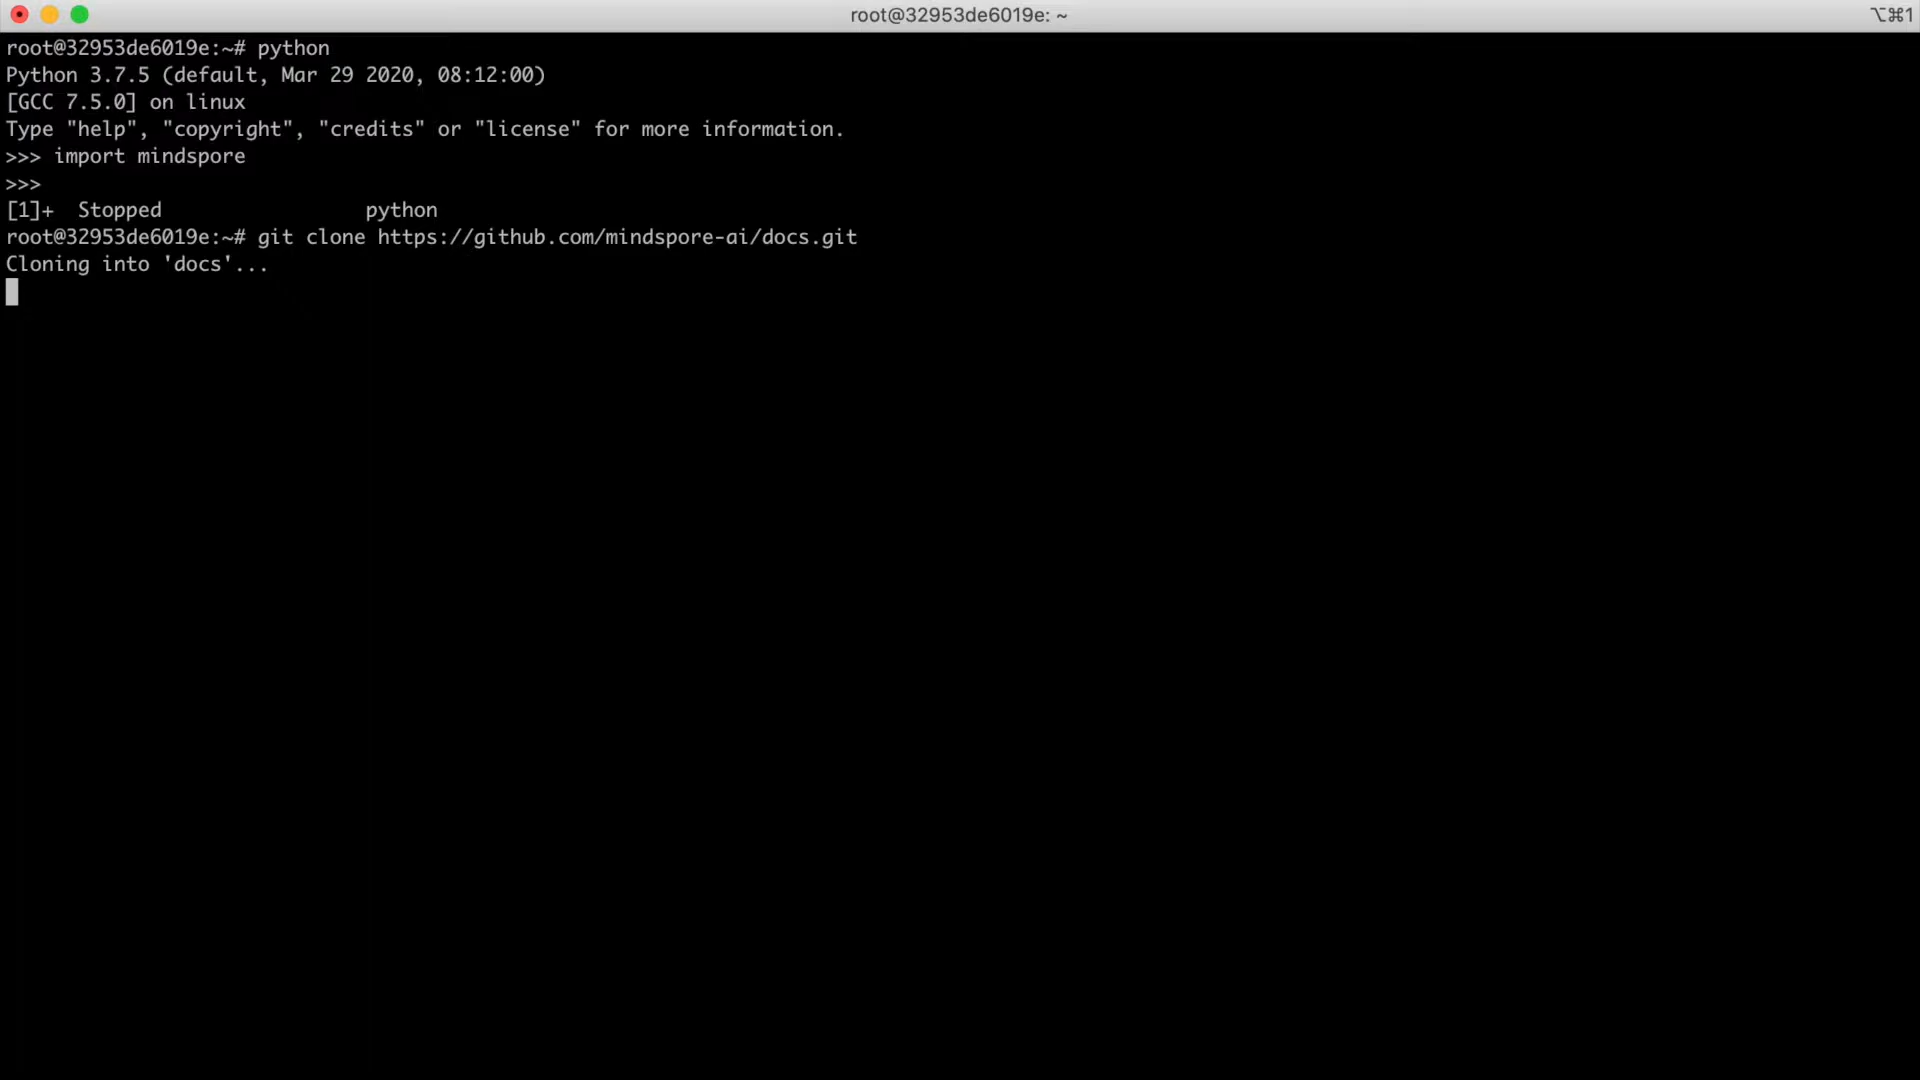 root@32953de6019e: ~
⌥⌘1
root@32953de6019e:~# python
Python 3.7.5 (default, Mar 29 2020, 08:12:00)
[GCC 7.5.0] on linux
Type "help", "copyright", "credits" or "license" for more information.
>>> import mindspore
>>>
[1]+  Stopped                 python
root@32953de6019e:~# git clone https://github.com/mindspore-ai/docs.git
Cloning into 'docs'...